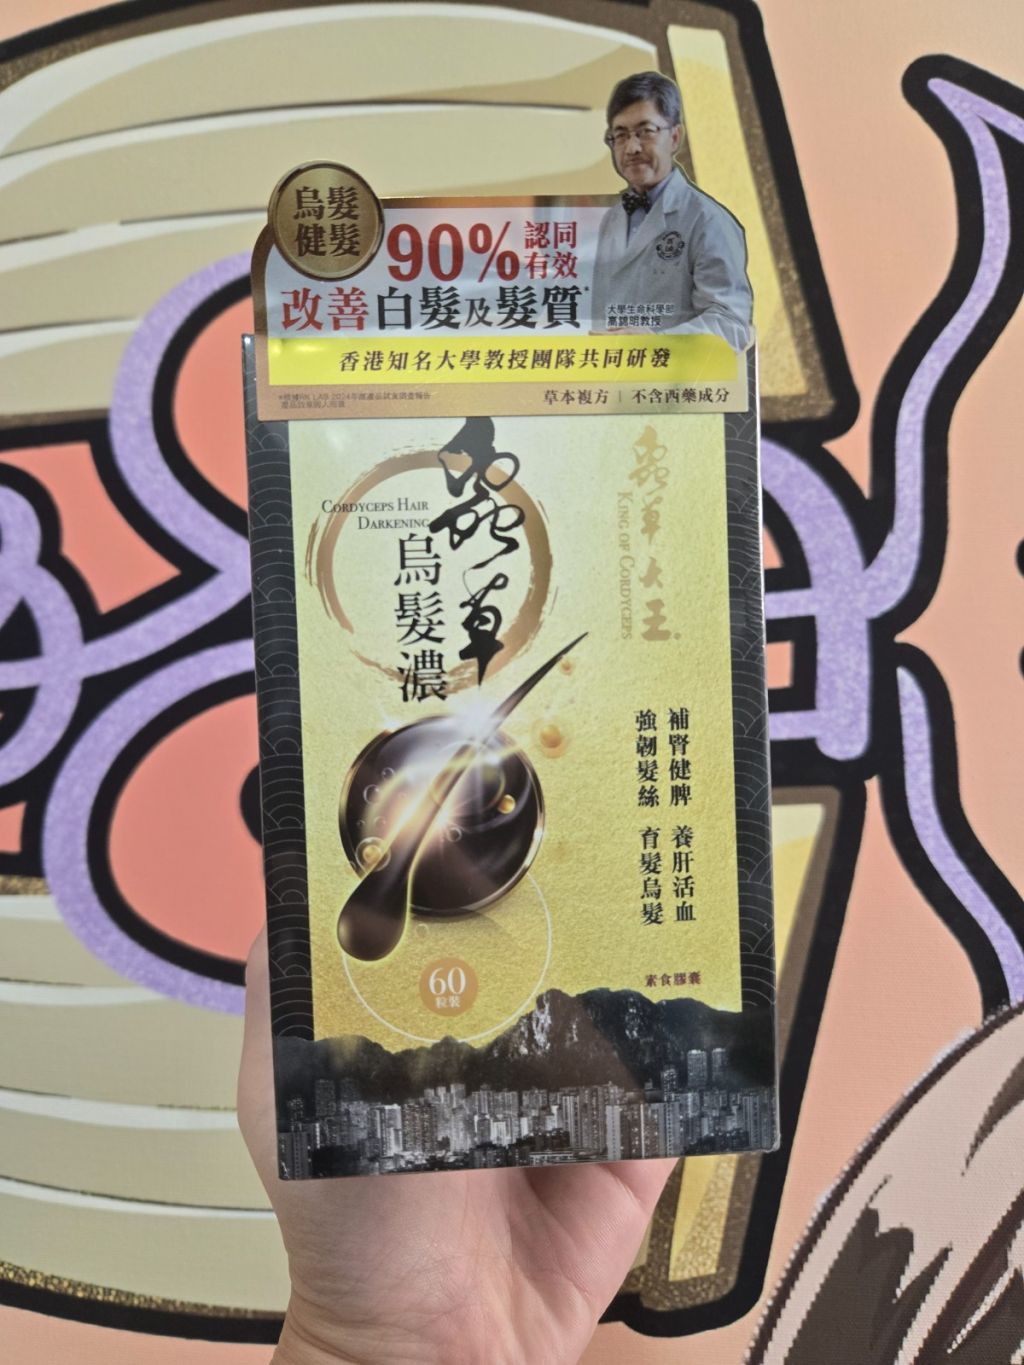 烏髮
健髮
90%
認同
有效
改善白髮及髮質*
大學生命科學部
高錦明教授
香港知名大學教授團隊共同研發
草本複方 | 不含西藥成分
CORDYCEPS HAIR
DARKENING
蟲草
烏髮濃
蟲草大王
KING OF CORDYCEPS
補腎健脾 養肝活血
強韌髮絲 育髮烏髮
素食膠囊
60
粒裝